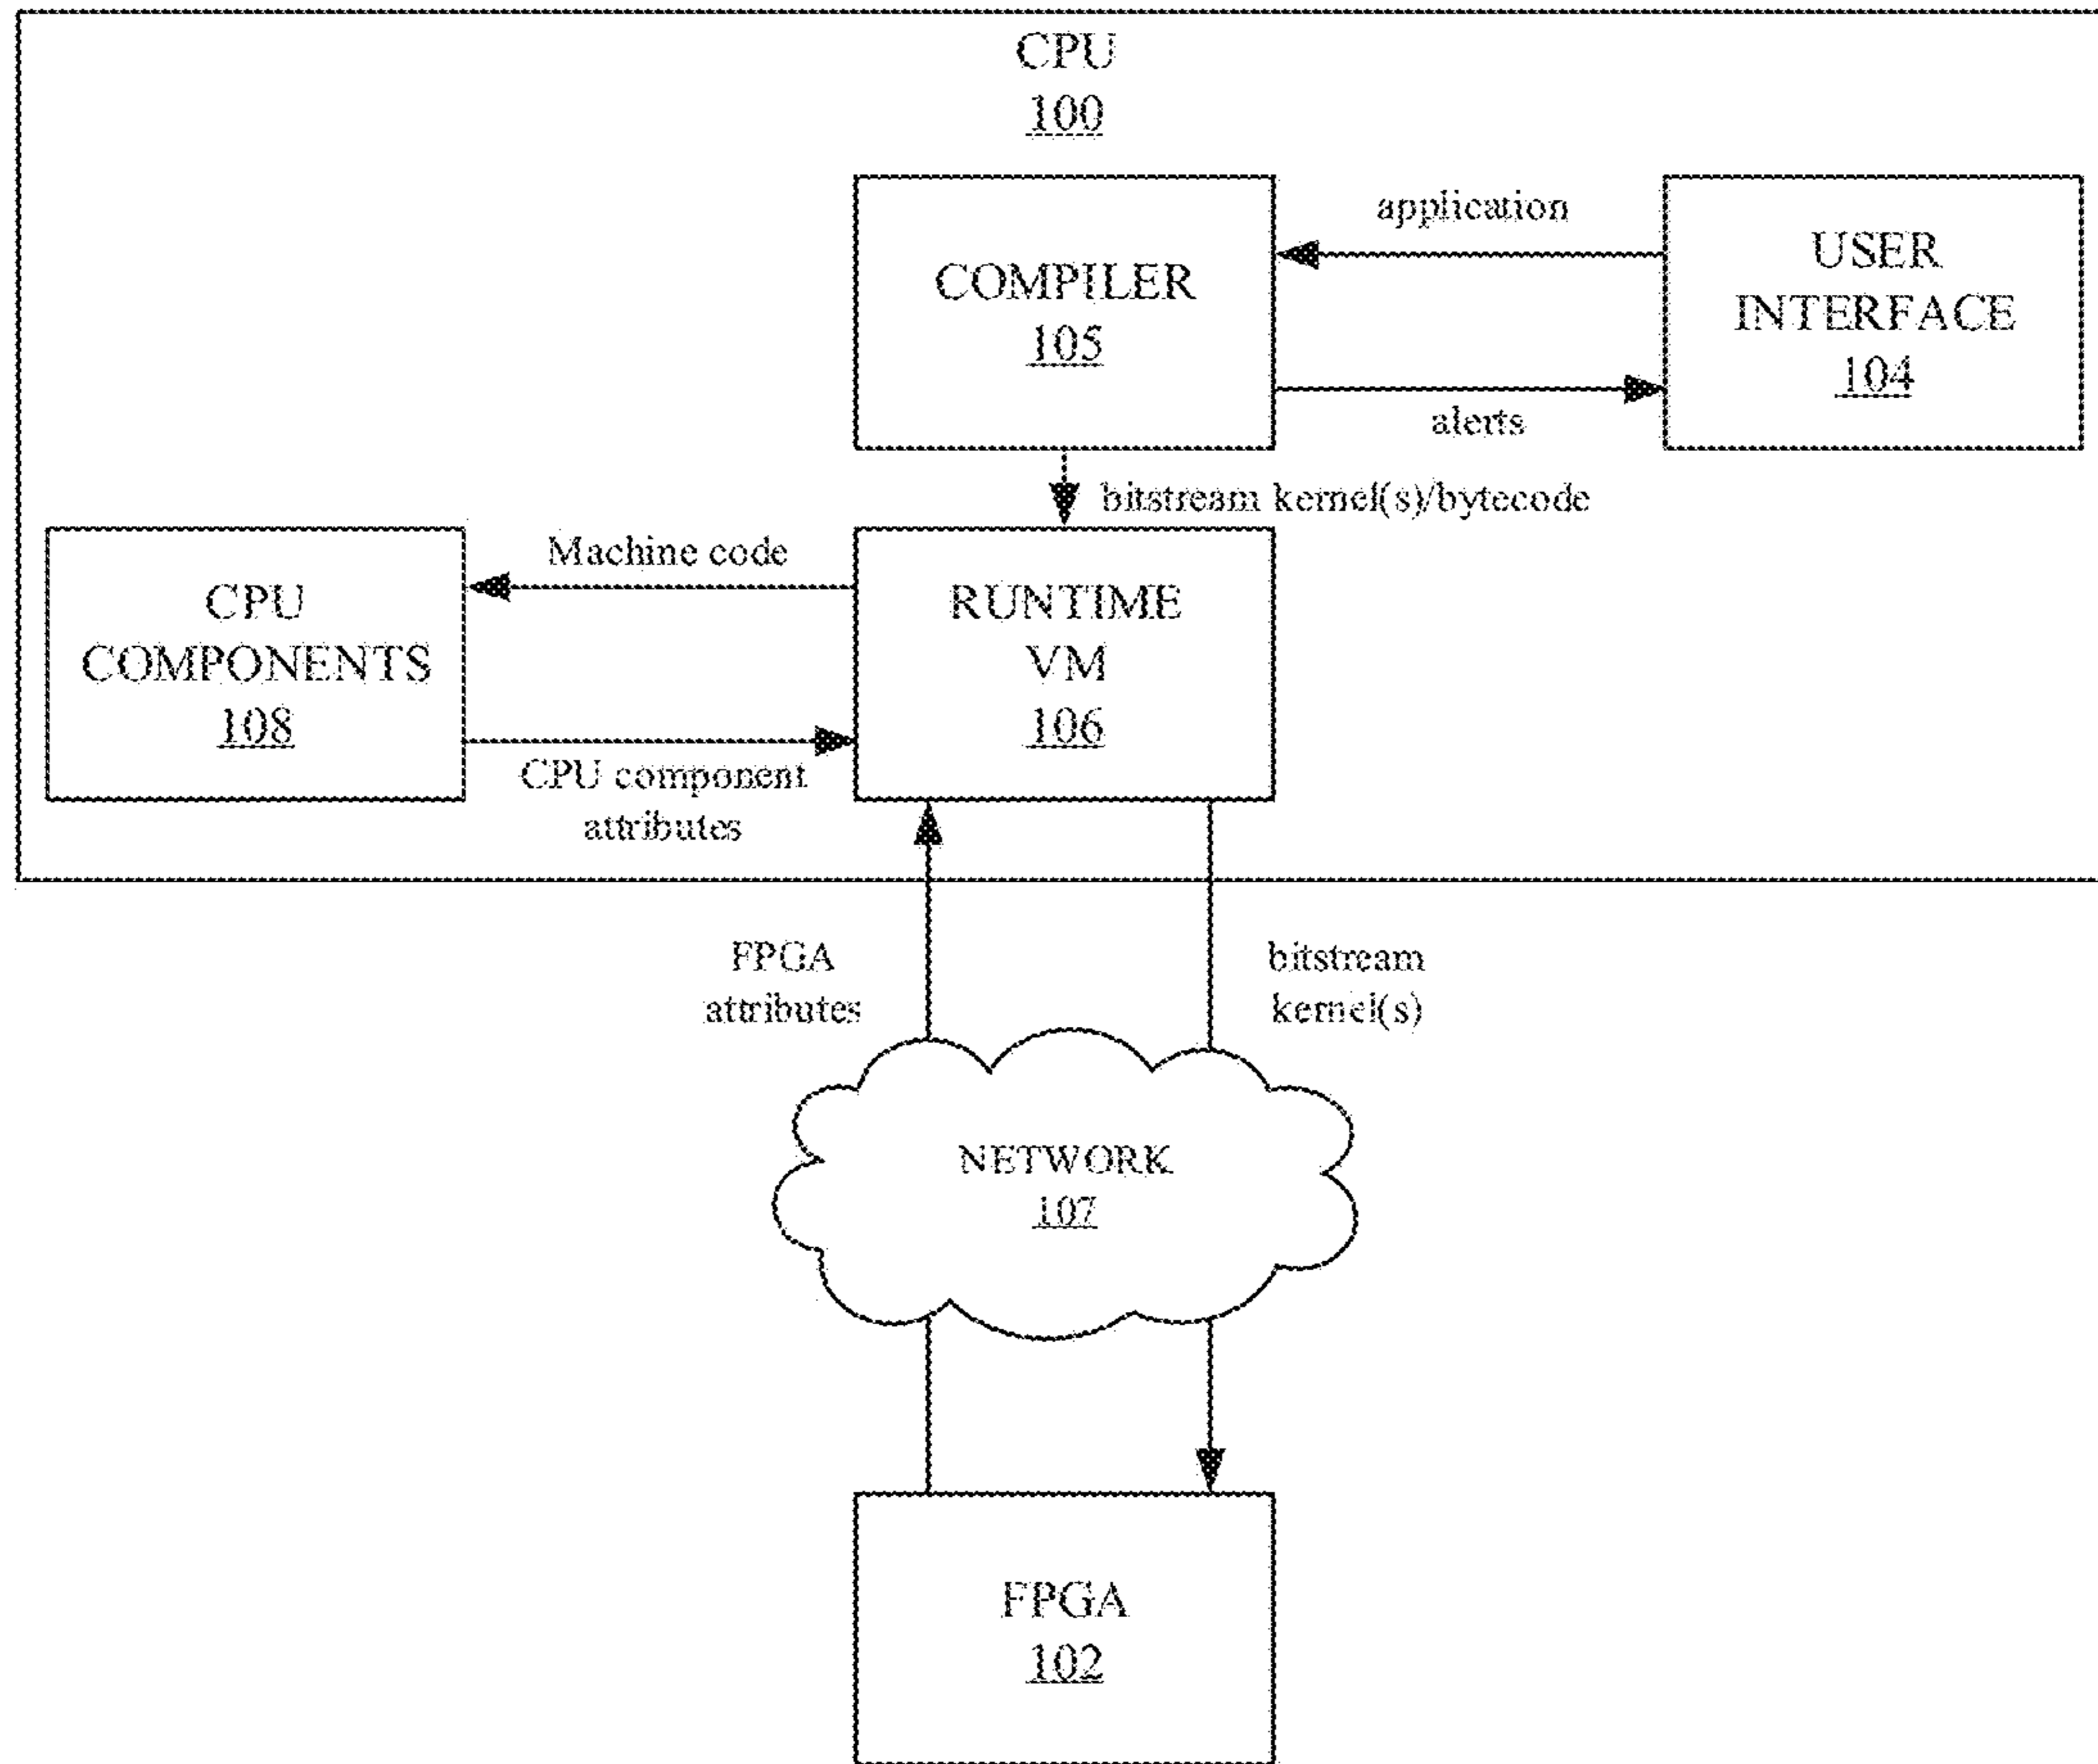 CPU
100
COMPILER
105
application
alerts
USER
INTERFACE
104
bitstream kernel(s)/bytecode
CPU
COMPONENTS
108
Machine code
CPU component
attributes
RUNTIME
VM
106
FPGA
attributes
bitstream
kernel(s)
NETWORK
107
FPGA
102